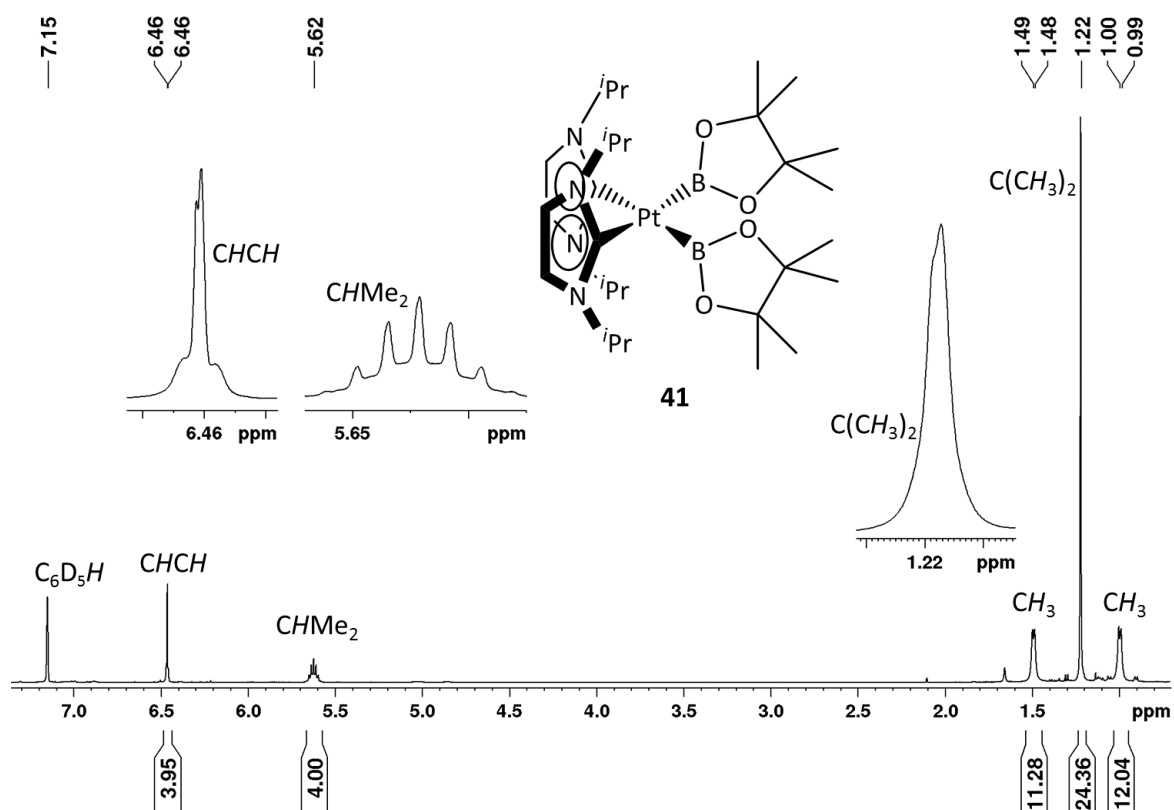 7.15
6.46
6.46
5.62
1.49
1.48
1.22
1.00
0.99
iPr
N
iPr
N
O
B
O
Pt
N
O
B
iPr
O
N
iPr
41
CHCH
CHMe2
C(CH3)2
C(CH3)2
6.46 ppm
5.65 ppm
1.22 ppm
C6D5H
CHCH
CHMe2
CH3
CH3
7.0 6.5 6.0 5.5 5.0 4.5 4.0 3.5 3.0 2.5 2.0 1.5 ppm
3.95
4.00
11.28
24.36
12.04